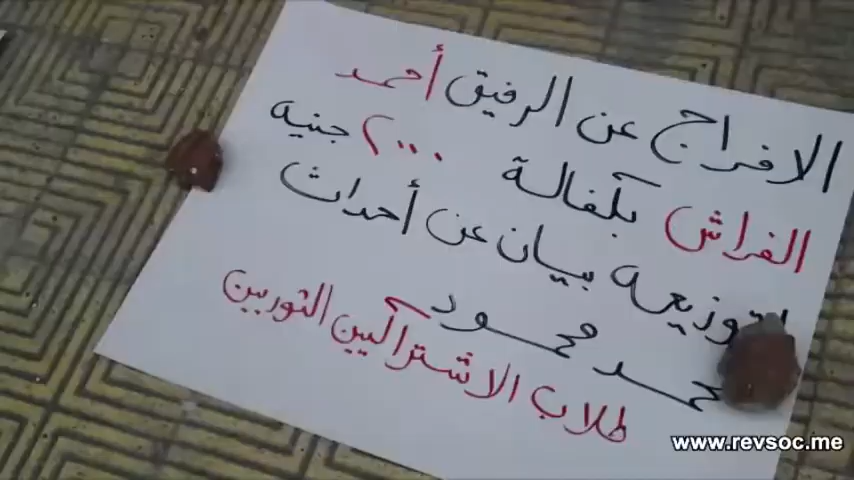 الافراج عن الرفيق أحمد
الفراش بكفالة ٢٠٠٠ جنيه
لتوزيعه بيان عن أحداث
محمد محمود
طلاب الاشتراكيين الثوريين
www.revsoc.me